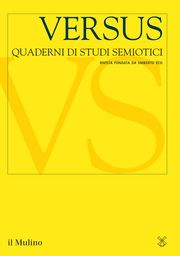 VERSUS
QUADERNI DI STUDI SEMIOTICI
RIVISTA FONDATA DA UMBERTO ECO
VS
il Mulino